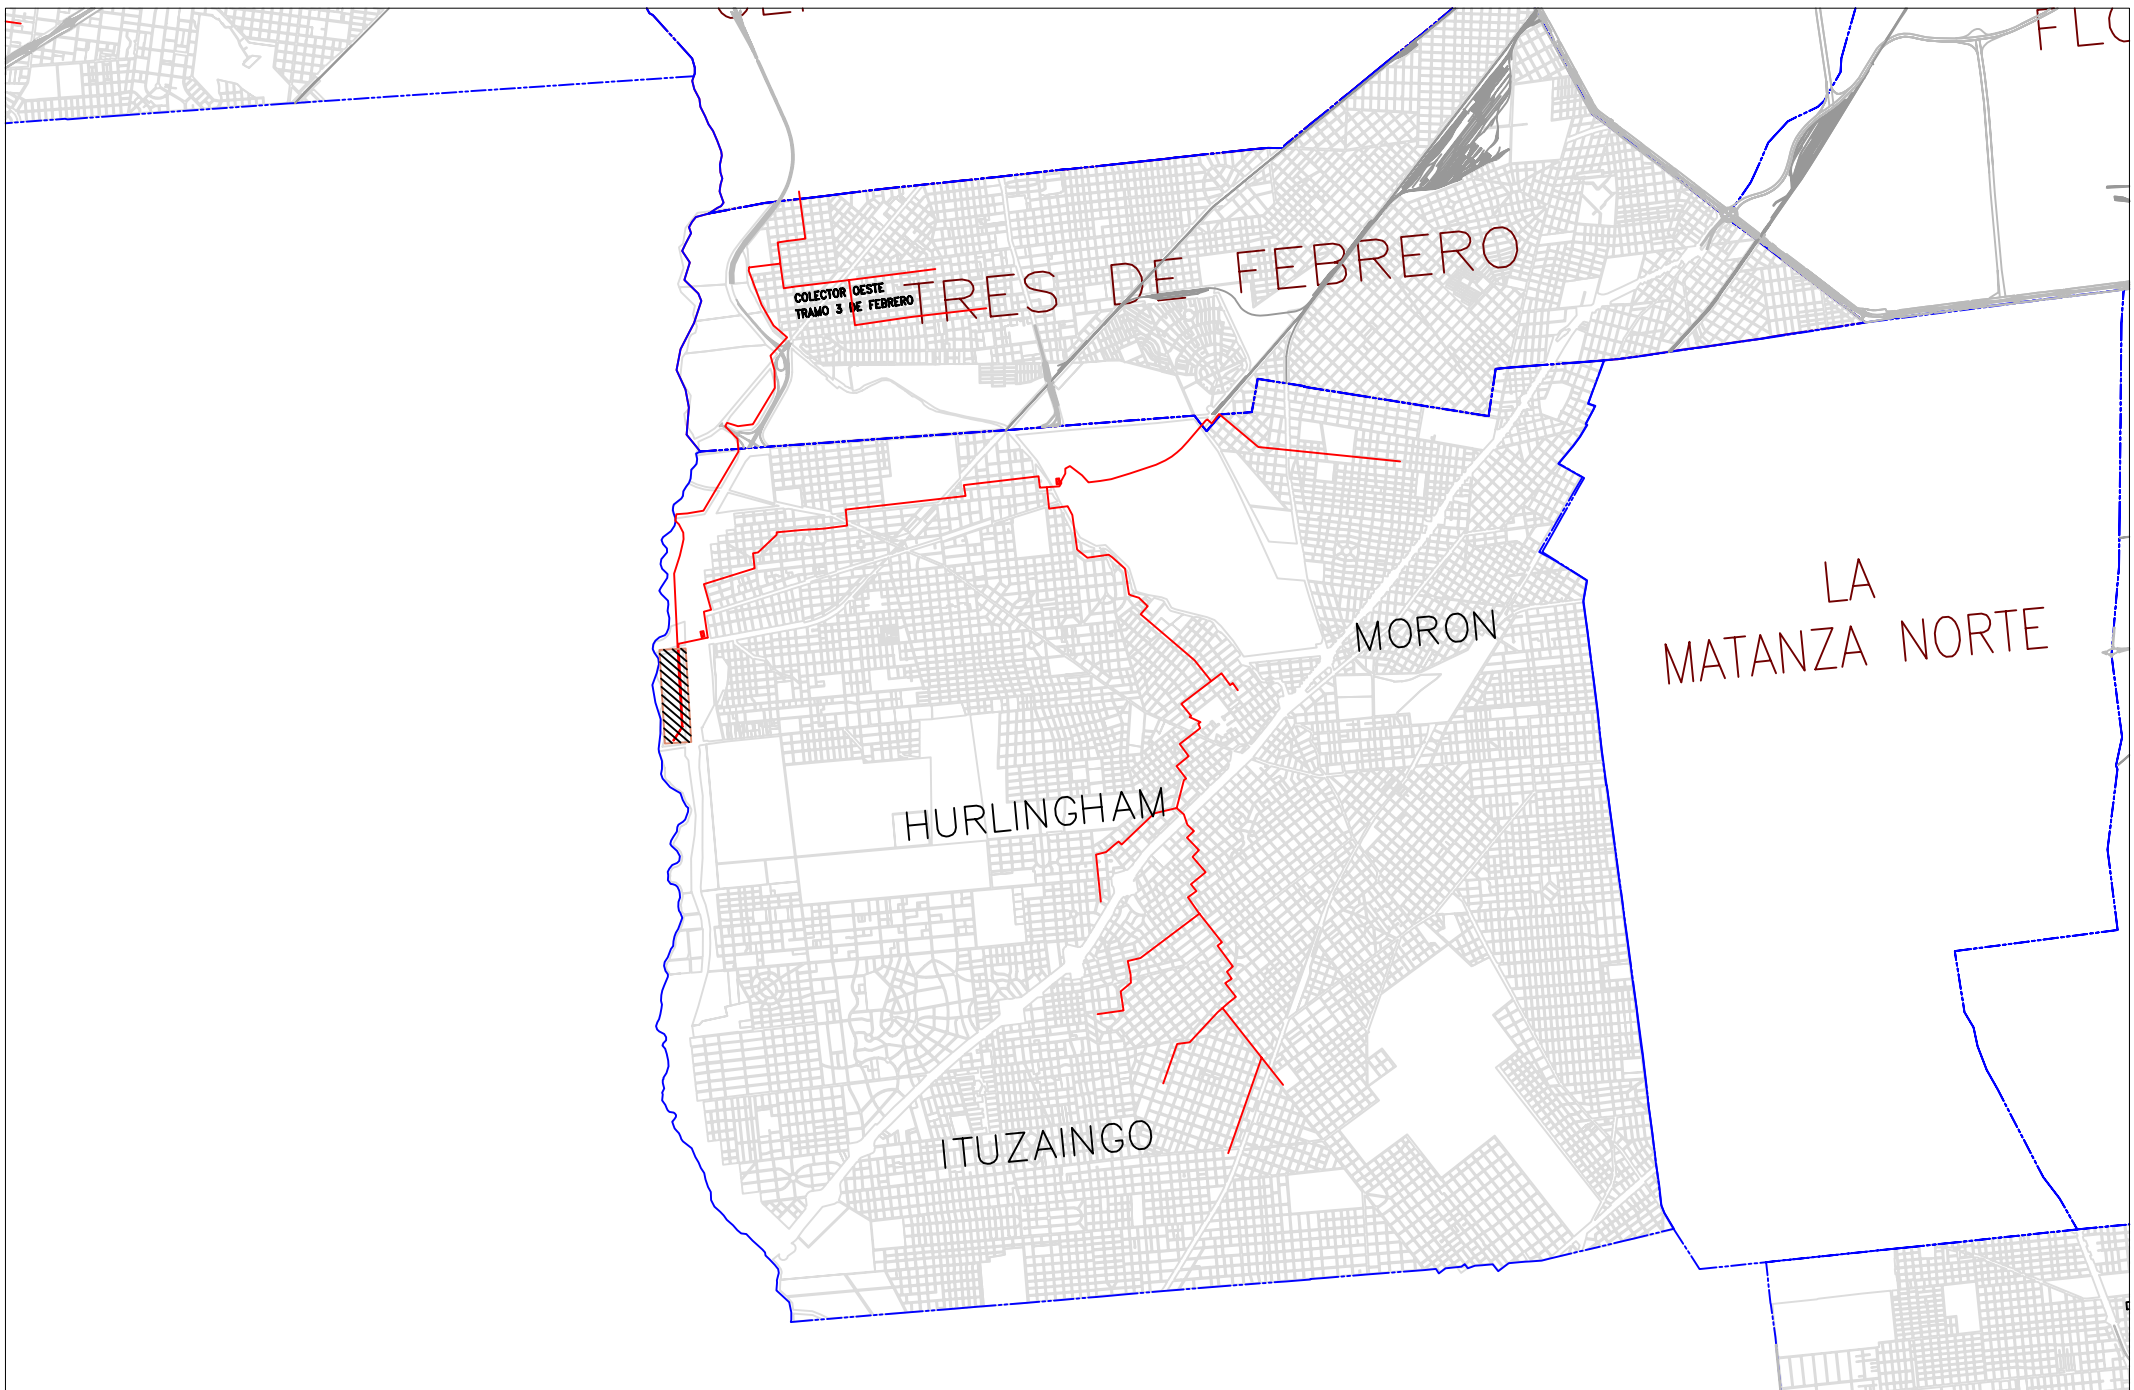 TRES DE FEBRERO
COLECTOR OESTE
TRAMO 3 DE FEBRERO
LA
MATANZA NORTE
MORON
HURLINGHAM
ITUZAINGO